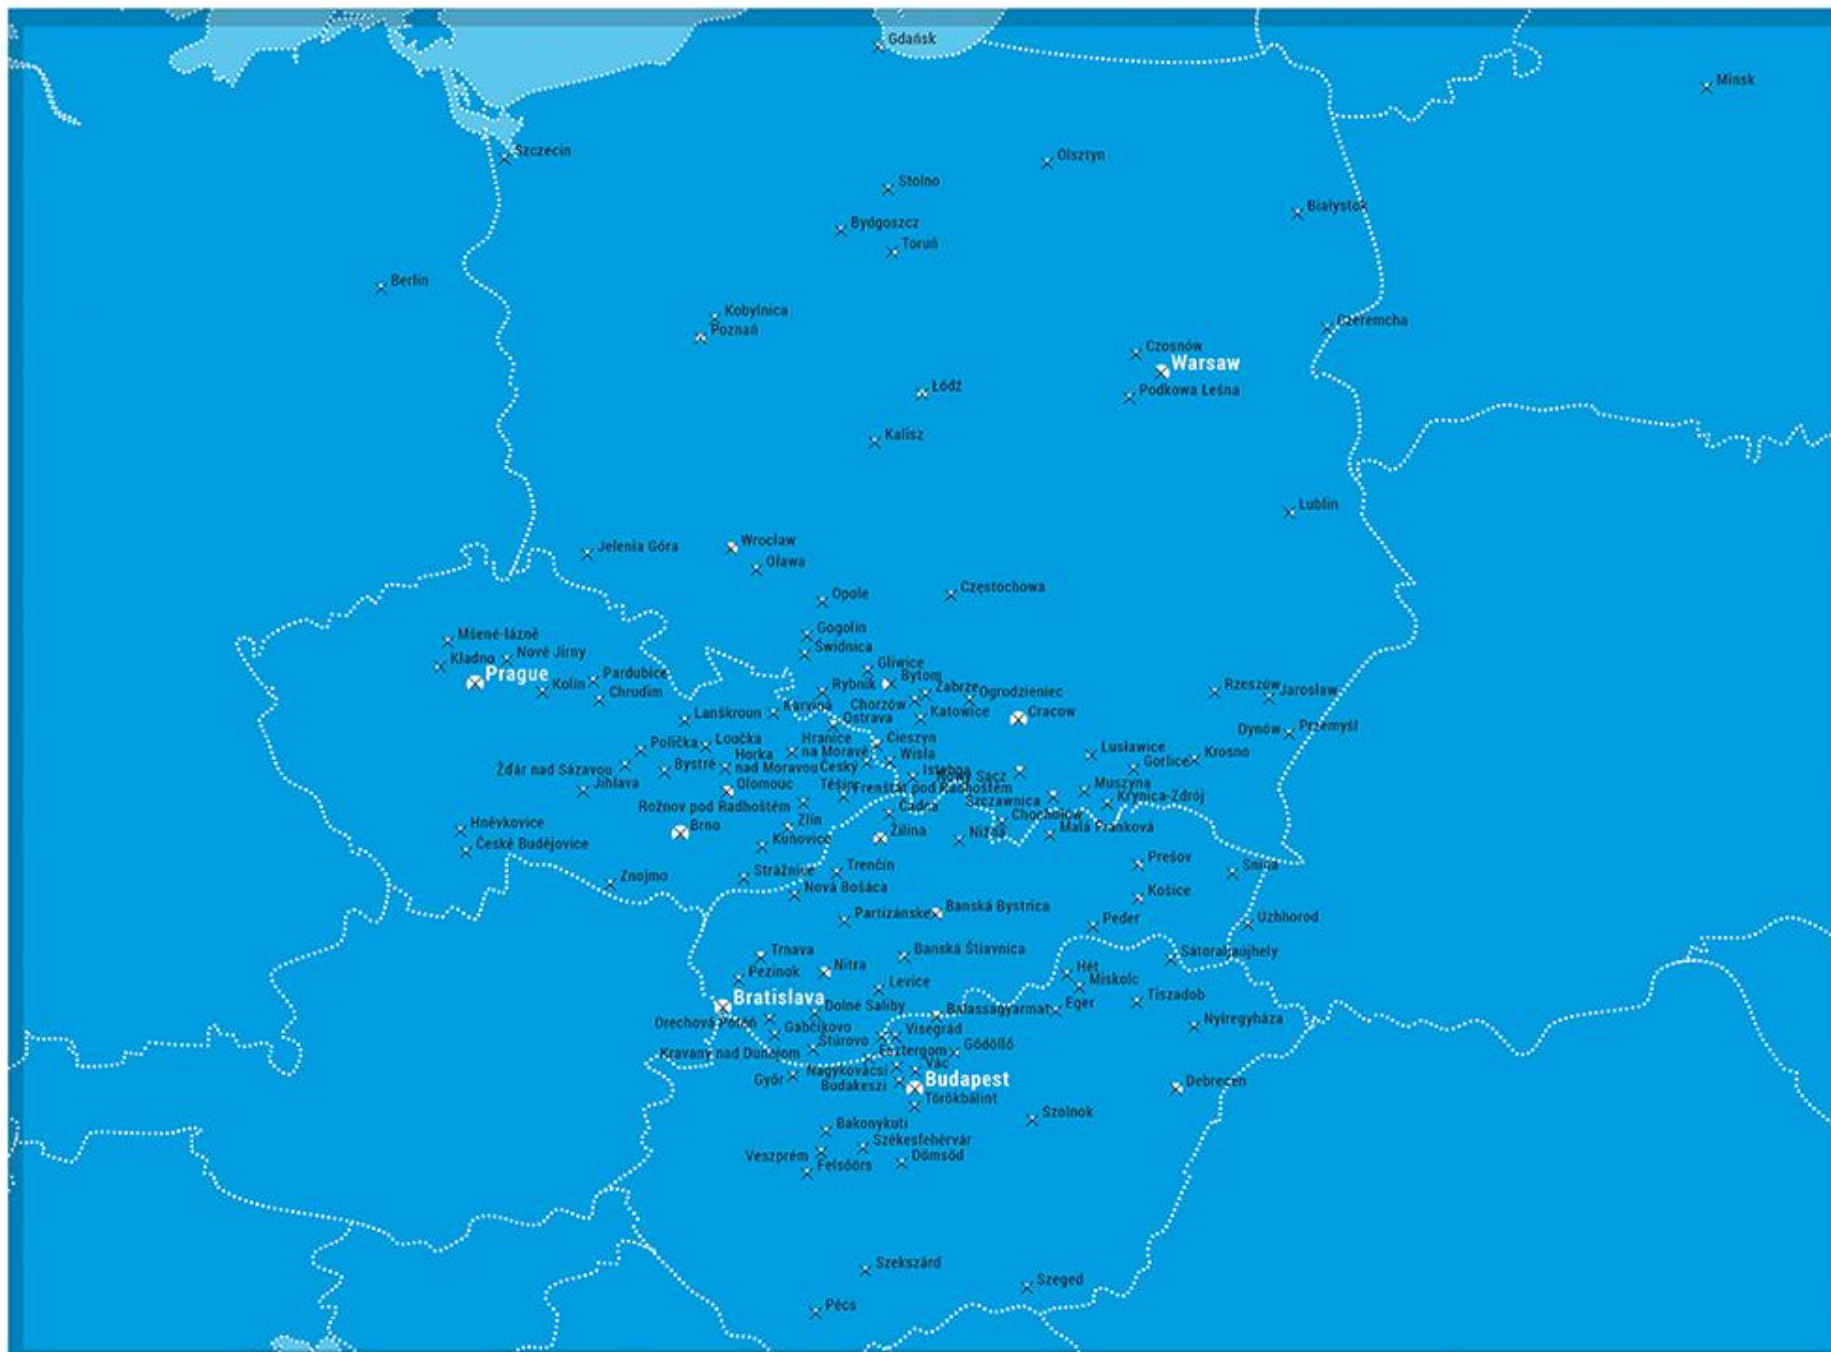 Gdańsk
Minsk
Szczecin
Olsztyn
Stolno
Białystok
Bydgoszcz
Toruń
Berlin
Kobylnica
Poznań
Czeremcha
Czosnów
Warsaw
Łódź
Podkowa Leśna
Kalisz
Lublin
Wrocław
Jelenia Góra
Oława
Częstochowa
Opole
Gogolin
Mšené-lázně
Świdnica
Nové Jirny
Kladno
Gliwice
Prague
Pardubice
Bytom
Kolín
Rybnik
Zabrze
Ogrodzieniec
Rzeszów
Jarosław
Chrudim
Chorzów
Karviná
Lanškroun
Ostrava
Katowice
Cracow
Dynów
Przemyśl
Polička
Loučka
Hranice
na Moravě
Cieszyn
Lusławice
Krosno
Horka
nad Moravou
Wisła
Gorlice
Žďár nad Sázavou
Bystré
Český
Těšín
Istebna
Nowy Sącz
Jihlava
Olomouc
Frenštát pod Radhoštěm
Muszyna
Rožnov pod Radhoštěm
Szczawnica
Krynica-Zdrój
Čadca
Chochołów
Zlín
Hněvkovice
Brno
Žilina
Nižná
Malá Franková
Kunovice
České Budějovice
Prešov
Snina
Trenčín
Strážnice
Znojmo
Nová Bošáca
Košice
Partizánske
Banská Bystrica
Peder
Uzhhorod
Trnava
Banská Štiavnica
Sátoraljaújhely
Nitra
Hét
Pezinok
Miskolc
Levice
Bratislava
Tiszadob
Dolné Saliby
Balassagyarmat
Eger
Orechová Potôň
Nyíregyháza
Gabčíkovo
Visegrád
Štúrovo
Gödöllő
Kravany nad Dunajom
Esztergom
Vác
Győr
Nagykovácsi
Budapest
Debrecen
Budakeszi
Törökbálint
Szolnok
Bakonykuti
Székesfehérvár
Veszprém
Dömsöd
Felsőörs
Szekszárd
Szeged
Pécs